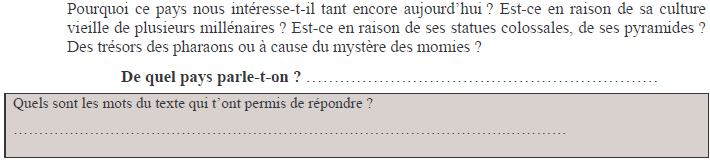 Pourquoi ce pays nous intéresse-t-il tant encore aujourd’hui ? Est-ce en raison de sa culture
vieille de plusieurs millénaires ? Est-ce en raison de ses statues colossales, de ses pyramides ?
Des trésors des pharaons ou à cause du mystère des momies ?
De quel pays parle-t-on ? ……………………………………………………
Quels sont les mots du texte qui t’ont permis de répondre ?
……………………………………………………………………………………